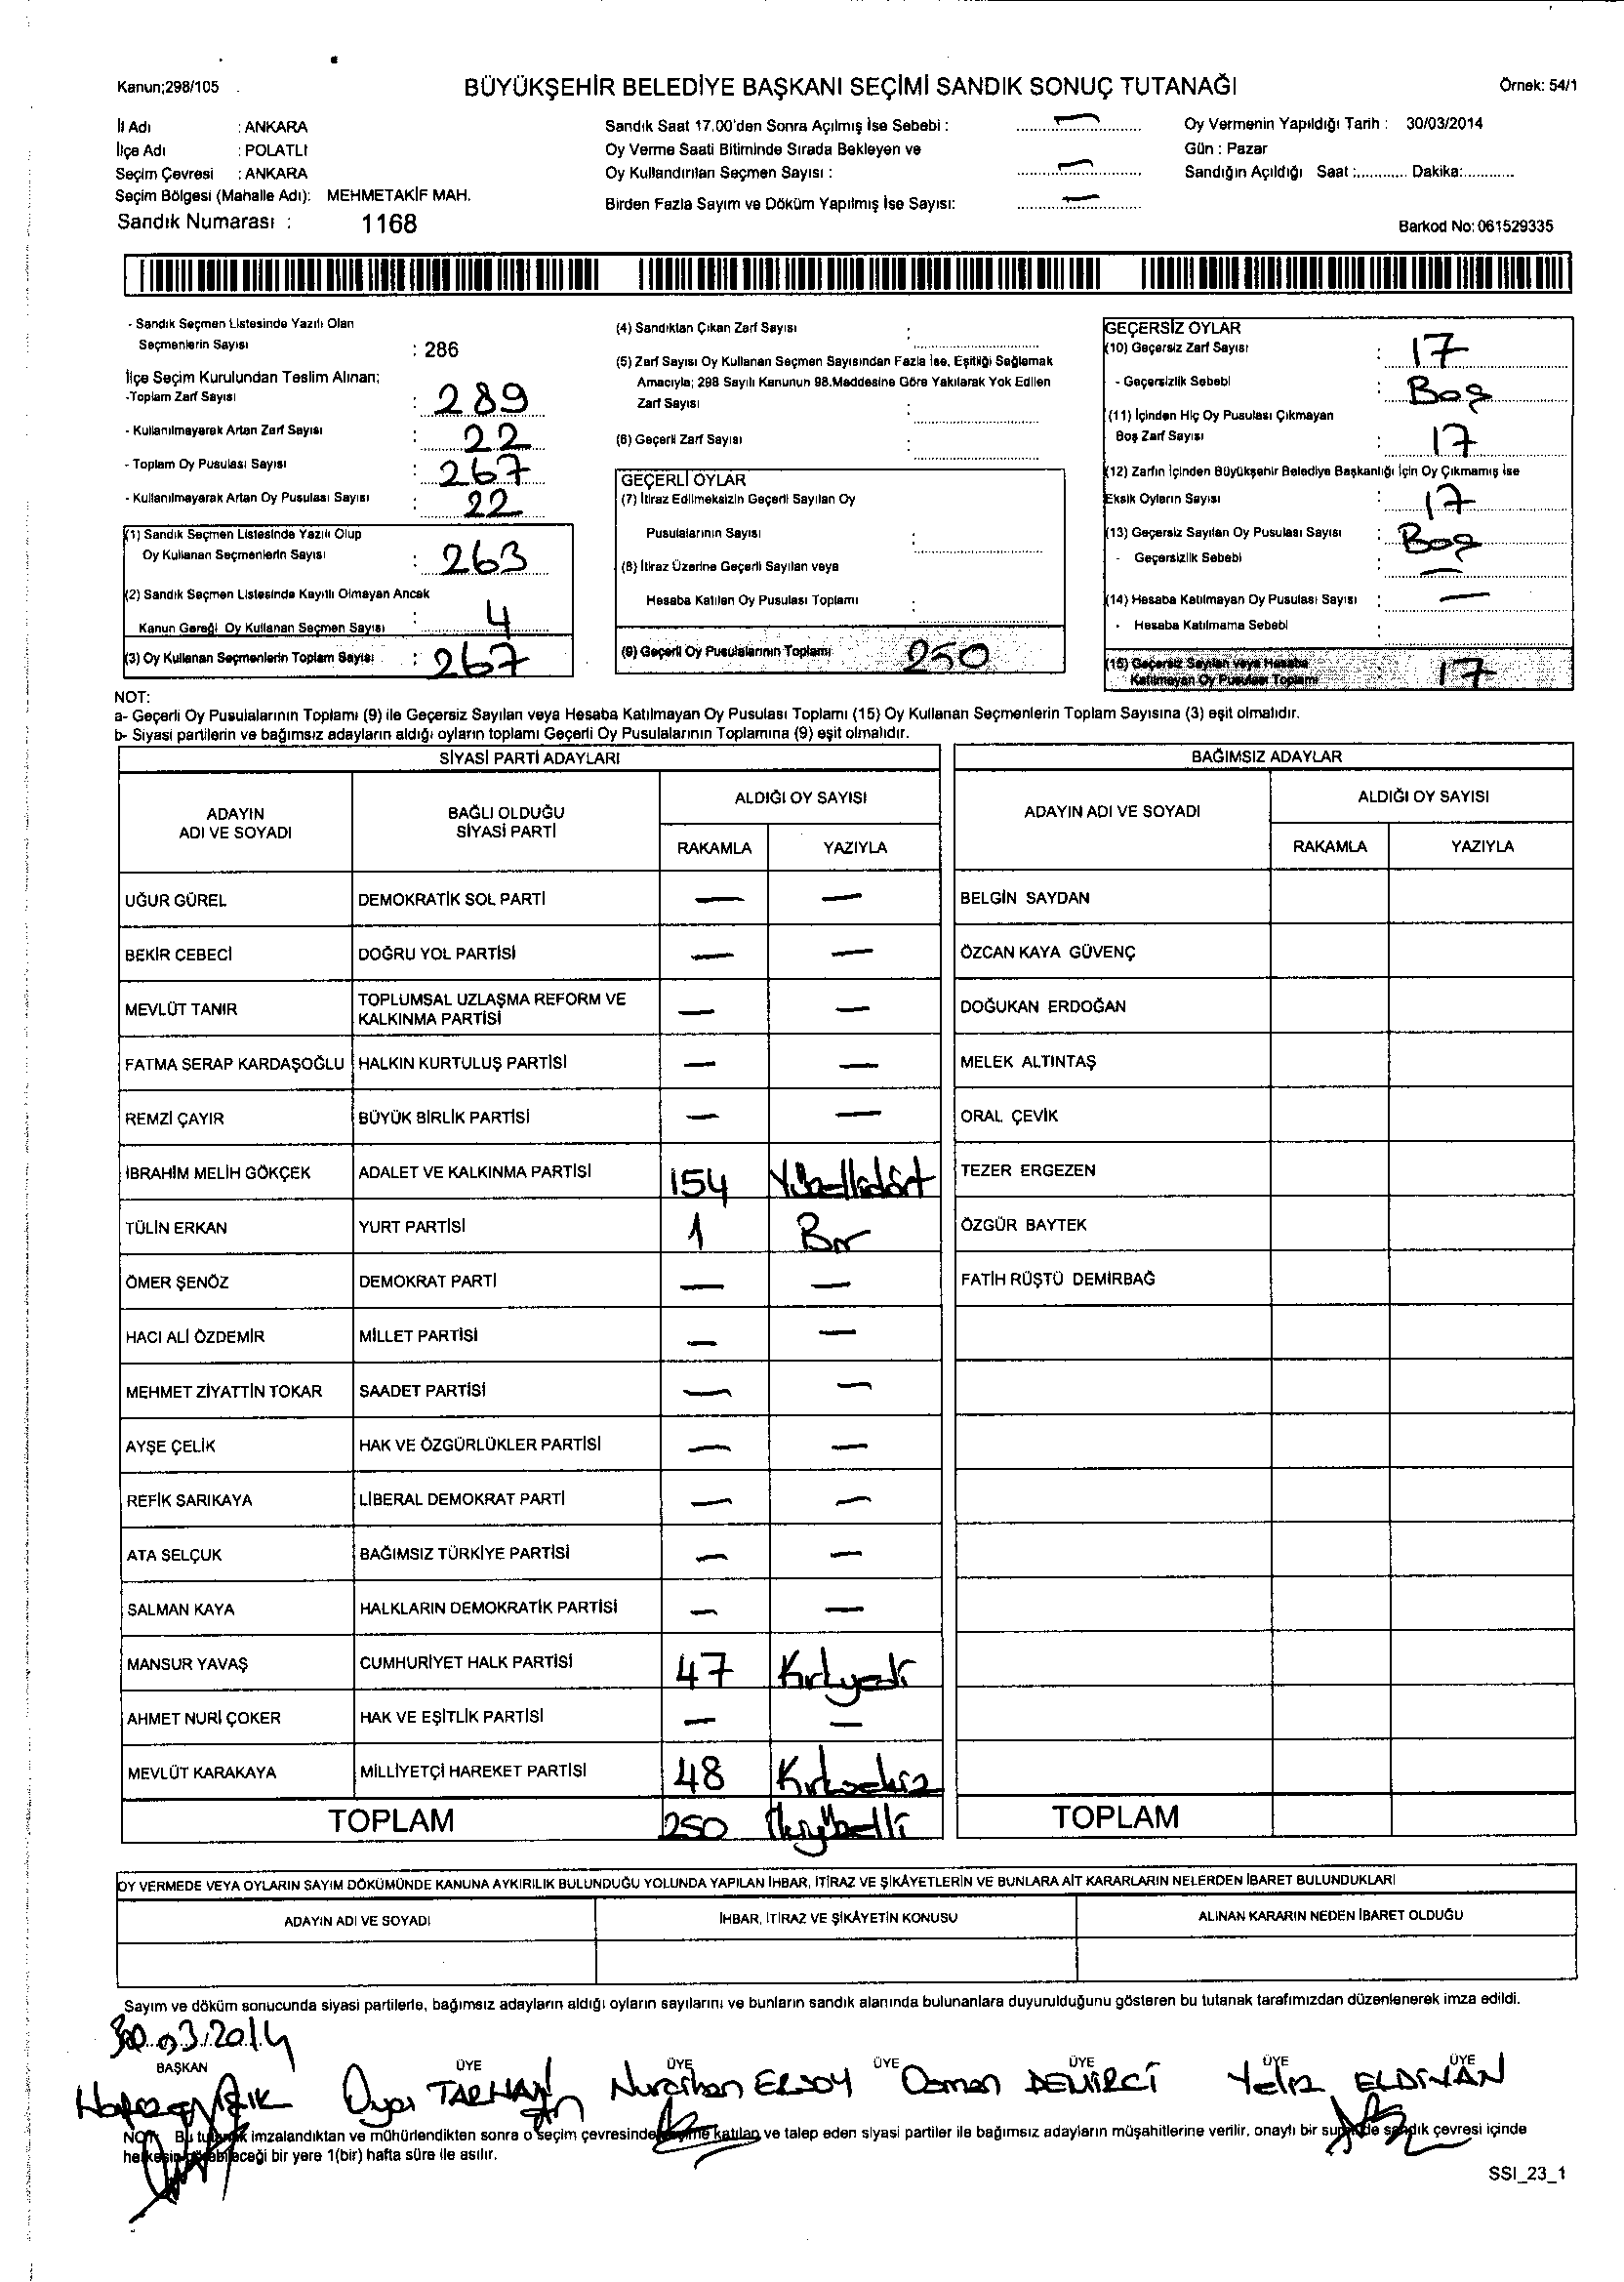 Kanun;298/105
BÜYÜKŞEHİR BELEDİYE BAŞKANI SEÇİMİ SANDIK SONUÇ TUTANAĞI
Örnek: 54/1
İl Adı : ANKARA
İlçe Adı : POLATLI
Seçim Çevresi : ANKARA
Seçim Bölgesi (Mahalle Adı): MEHMETAKİF MAH.
Sandık Numarası : 1168
Sandık Saat 17.00'den Sonra Açılmış İse Sebebi : —
Oy Verme Saati Bitiminde Sırada Bekleyen ve
Oy Kullandırılan Seçmen Sayısı : —
Birden Fazla Sayım ve Döküm Yapılmış İse Sayısı: —
Oy Vermenin Yapıldığı Tarih : 30/03/2014
Gün : Pazar
Sandığın Açıldığı Saat :............ Dakika:............
Barkod No: 061529335
- Sandık Seçmen Listesinde Yazılı Olan
Seçmenlerin Sayısı : 286
İlçe Seçim Kurulundan Teslim Alınan;
-Toplam Zarf Sayısı : 289
- Kullanılmayarak Artan Zarf Sayısı : 22
- Toplam Oy Pusulası Sayısı : 267
- Kullanılmayarak Artan Oy Pusulası Sayısı : 22
(1) Sandık Seçmen Listesinde Yazılı Olup
Oy Kullanan Seçmenlerin Sayısı : 263
(2) Sandık Seçmen Listesinde Kayıtlı Olmayan Ancak
Kanun Gereği Oy Kullanan Seçmen Sayısı : 4
(3) Oy Kullanan Seçmenlerin Toplam Sayısı : 267
(4) Sandıktan Çıkan Zarf Sayısı :
(5) Zarf Sayısı Oy Kullanan Seçmen Sayısından Fazla İse, Eşitliği Sağlamak
Amacıyla; 298 Sayılı Kanunun 98.Maddesine Göre Yakılarak Yok Edilen
Zarf Sayısı :
(6) Geçerli Zarf Sayısı :
GEÇERLİ OYLAR
(7) İtiraz Edilmeksizin Geçerli Sayılan Oy
Pusulalarının Sayısı :
(8) İtiraz Üzerine Geçerli Sayılan veya
Hesaba Katılan Oy Pusulası Toplamı :
(9) Geçerli Oy Pusulalarının Toplamı 250
GEÇERSİZ OYLAR
(10) Geçersiz Zarf Sayısı : 17
- Geçersizlik Sebebi : Boş
(11) İçinden Hiç Oy Pusulası Çıkmayan
Boş Zarf Sayısı : 17
(12) Zarfın İçinden Büyükşehir Belediye Başkanlığı İçin Oy Çıkmamış İse
Eksik Oyların Sayısı : 17
(13) Geçersiz Sayılan Oy Pusulası Sayısı : Boş
- Geçersizlik Sebebi : —
(14) Hesaba Katılmayan Oy Pusulası Sayısı : —
- Hesaba Katılmama Sebebi :
(15) Geçersiz Sayılan veya Hesaba
Katılmayan Oy Pusulası Toplamı 17
NOT:
a- Geçerli Oy Pusulalarının Toplamı (9) ile Geçersiz Sayılan veya Hesaba Katılmayan Oy Pusulası Toplamı (15) Oy Kullanan Seçmenlerin Toplam Sayısına (3) eşit olmalıdır.
b- Siyasi partilerin ve bağımsız adayların aldığı oyların toplamı Geçerli Oy Pusulalarının Toplamına (9) eşit olmalıdır.
SİYASİ PARTİ ADAYLARI
ADAYIN ADI VE SOYADI
BAĞLI OLDUĞU SİYASİ PARTİ
ALDIĞI OY SAYISI
RAKAMLA YAZIYLA
UĞUR GÜREL DEMOKRATİK SOL PARTİ — —
BEKİR CEBECİ DOĞRU YOL PARTİSİ — —
MEVLÜT TANIR TOPLUMSAL UZLAŞMA REFORM VE KALKINMA PARTİSİ — —
FATMA SERAP KARDAŞOĞLU HALKIN KURTULUŞ PARTİSİ — —
REMZİ ÇAYIR BÜYÜK BİRLİK PARTİSİ — —
İBRAHİM MELİH GÖKÇEK ADALET VE KALKINMA PARTİSİ 154 Yüzellidört
TÜLİN ERKAN YURT PARTİSİ 1 Bir
ÖMER ŞENÖZ DEMOKRAT PARTİ — —
HACI ALİ ÖZDEMİR MİLLET PARTİSİ — —
MEHMET ZİYATTİN TOKAR SAADET PARTİSİ — —
AYŞE ÇELİK HAK VE ÖZGÜRLÜKLER PARTİSİ — —
REFİK SARIKAYA LİBERAL DEMOKRAT PARTİ — —
ATA SELÇUK BAĞIMSIZ TÜRKİYE PARTİSİ — —
SALMAN KAYA HALKLARIN DEMOKRATİK PARTİSİ — —
MANSUR YAVAŞ CUMHURİYET HALK PARTİSİ 47 Kırkyedi
AHMET NURİ ÇOKER HAK VE EŞİTLİK PARTİSİ — —
MEVLÜT KARAKAYA MİLLİYETÇİ HAREKET PARTİSİ 48 Kırksekiz
TOPLAM 250 İkiyüzelli
BAĞIMSIZ ADAYLAR
ADAYIN ADI VE SOYADI
ALDIĞI OY SAYISI
RAKAMLA YAZIYLA
BELGİN SAYDAN
ÖZCAN KAYA GÜVENÇ
DOĞUKAN ERDOĞAN
MELEK ALTINTAŞ
ORAL ÇEVİK
TEZER ERGEZEN
ÖZGÜR BAYTEK
FATİH RÜŞTÜ DEMİRBAĞ
TOPLAM
OY VERMEDE VEYA OYLARIN SAYIM DÖKÜMÜNDE KANUNA AYKIRILIK BULUNDUĞU YOLUNDA YAPILAN İHBAR, İTİRAZ VE ŞİKÂYETLERİN VE BUNLARA AİT KARARLARIN NELERDEN İBARET BULUNDUKLARI
ADAYIN ADI VE SOYADI İHBAR, İTİRAZ VE ŞİKÂYETİN KONUSU ALINAN KARARIN NEDEN İBARET OLDUĞU
Sayım ve döküm sonucunda siyasi partilerle, bağımsız adayların aldığı oyların sayılarını ve bunların sandık alanında bulunanlara duyurulduğunu gösteren bu tutanak tarafımızdan düzenlenerek imza edildi.
30.03.2014
BAŞKAN ÜYE ÜYE ÜYE ÜYE ÜYE ÜYE
TARHAN Nurcihan ERSOY Osman DEMİRCİ Yeliz ELDİVAN
NOT: Bu tutanak imzalandıktan ve mühürlendikten sonra o seçim çevresinde seçime katılan ve talep eden siyasi partiler ile bağımsız adayların müşahitlerine verilir, onaylı bir sureti de sandık çevresi içinde
herkesin görebileceği bir yere 1(bir) hafta süre ile asılır.
SSI_23_1